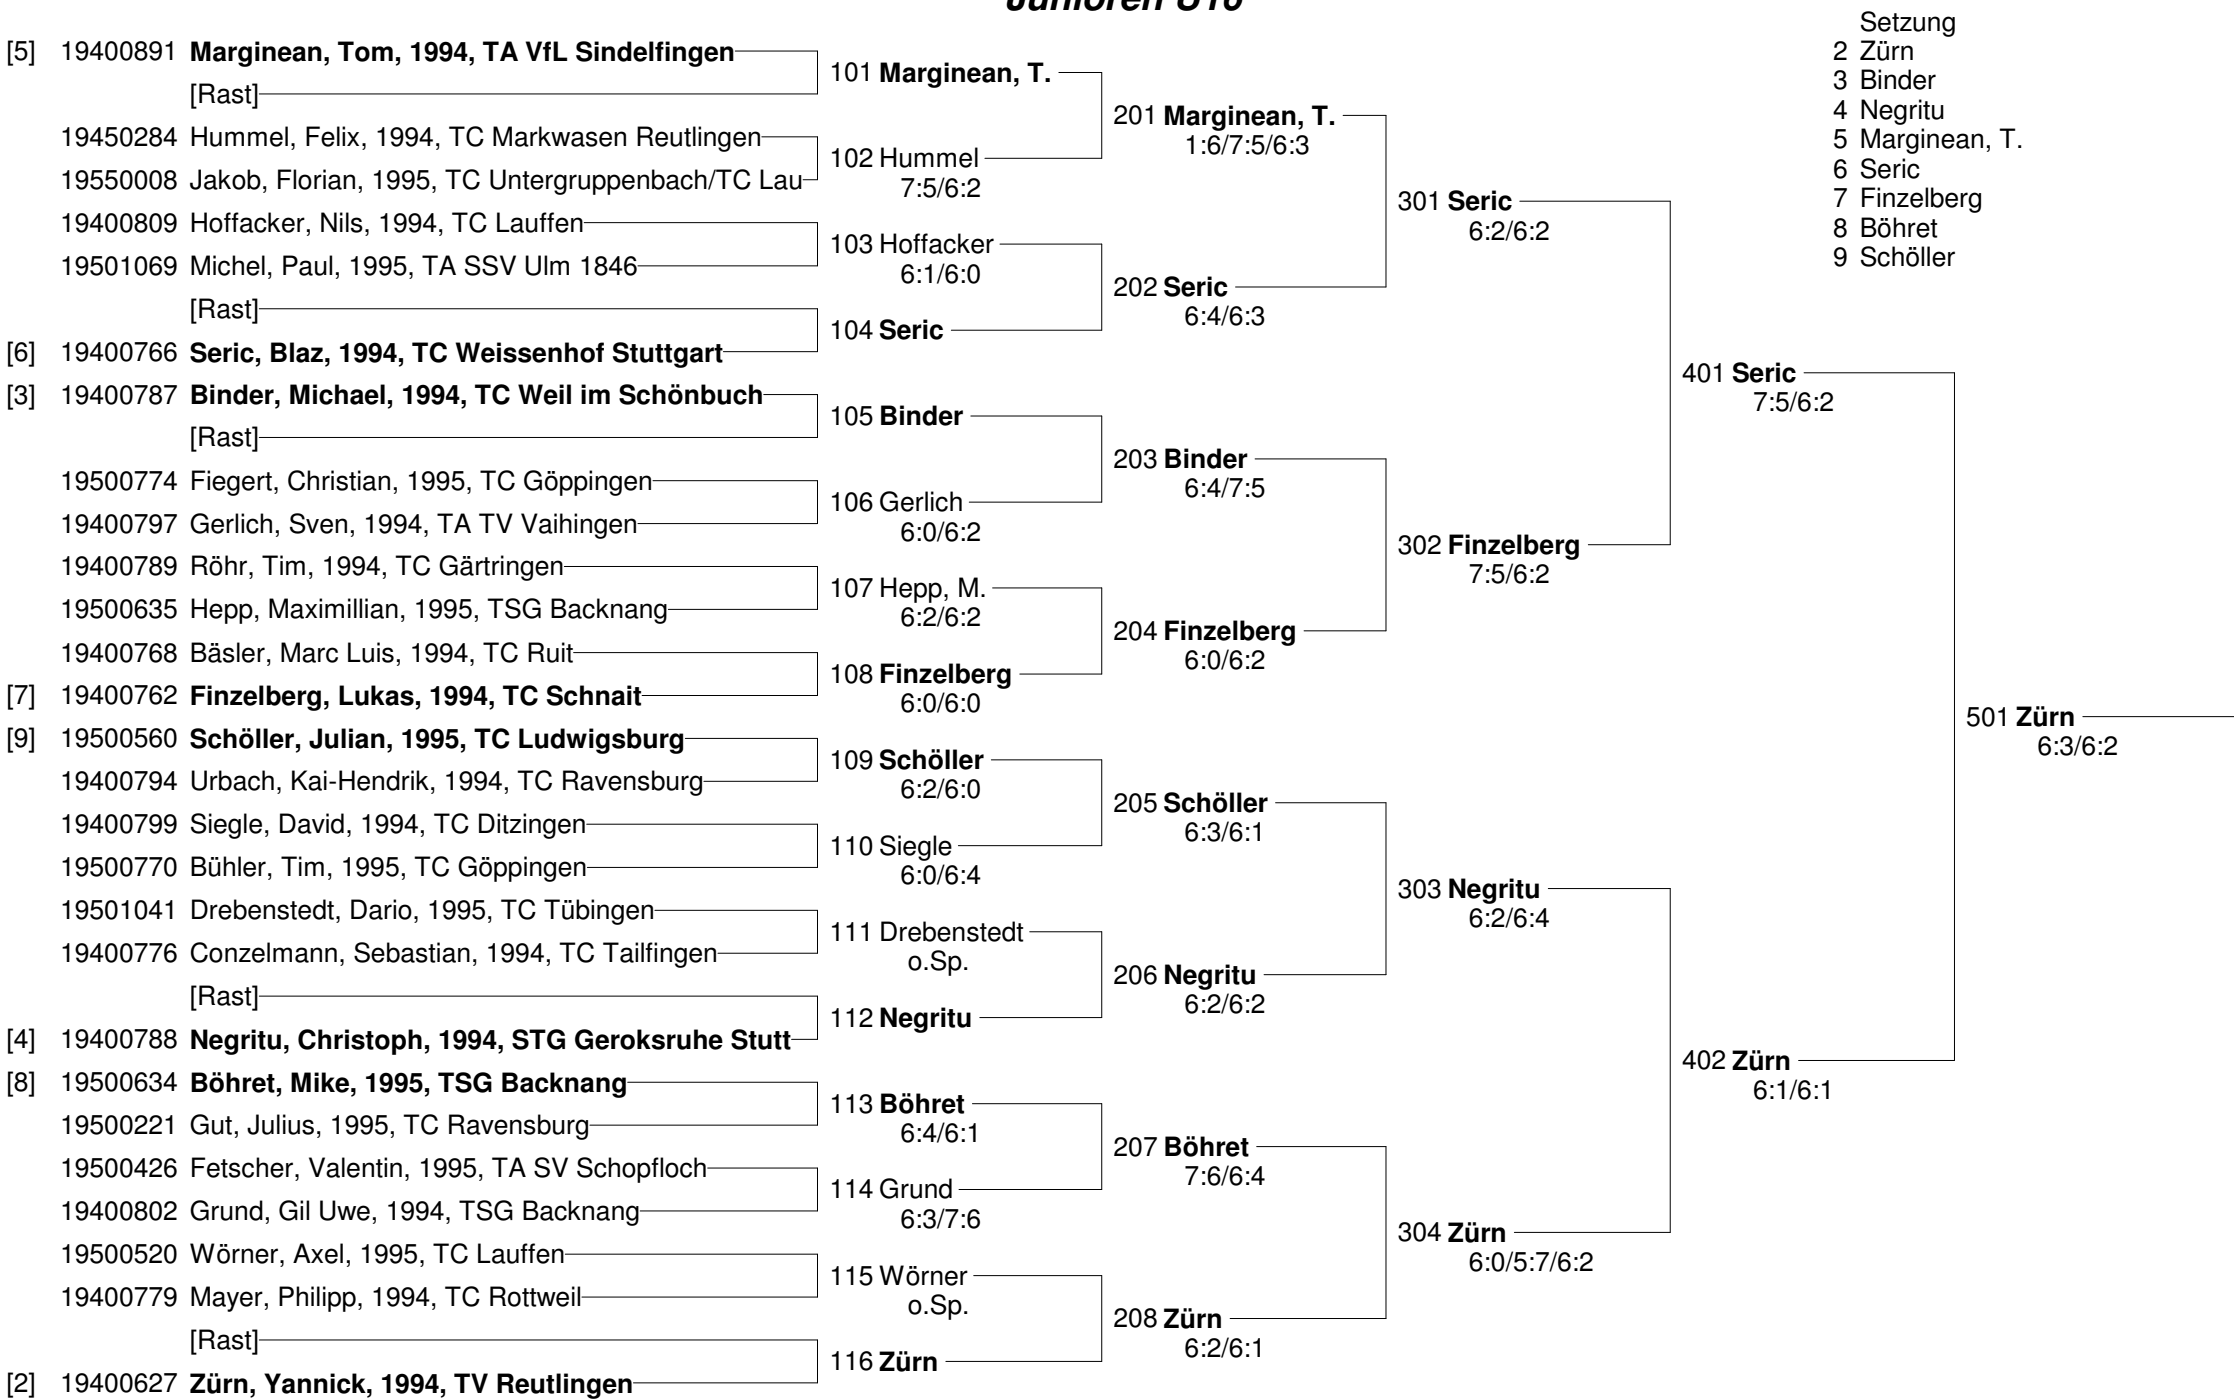 Junioren U16
Setzung
2 Zürn
3 Binder
4 Negritu
5 Marginean, T.
6 Seric
7 Finzelberg
8 Böhret
9 Schöller
[5] 19400891 Marginean, Tom, 1994, TA VfL Sindelfingen
[Rast]
19450284 Hummel, Felix, 1994, TC Markwasen Reutlingen
19550008 Jakob, Florian, 1995, TC Untergruppenbach/TC Lau
19400809 Hoffacker, Nils, 1994, TC Lauffen
19501069 Michel, Paul, 1995, TA SSV Ulm 1846
[Rast]
[6] 19400766 Seric, Blaz, 1994, TC Weissenhof Stuttgart
[3] 19400787 Binder, Michael, 1994, TC Weil im Schönbuch
[Rast]
19500774 Fiegert, Christian, 1995, TC Göppingen
19400797 Gerlich, Sven, 1994, TA TV Vaihingen
19400789 Röhr, Tim, 1994, TC Gärtringen
19500635 Hepp, Maximillian, 1995, TSG Backnang
19400768 Bäsler, Marc Luis, 1994, TC Ruit
[7] 19400762 Finzelberg, Lukas, 1994, TC Schnait
[9] 19500560 Schöller, Julian, 1995, TC Ludwigsburg
19400794 Urbach, Kai-Hendrik, 1994, TC Ravensburg
19400799 Siegle, David, 1994, TC Ditzingen
19500770 Bühler, Tim, 1995, TC Göppingen
19501041 Drebenstedt, Dario, 1995, TC Tübingen
19400776 Conzelmann, Sebastian, 1994, TC Tailfingen
[Rast]
[4] 19400788 Negritu, Christoph, 1994, STG Geroksruhe Stutt
[8] 19500634 Böhret, Mike, 1995, TSG Backnang
19500221 Gut, Julius, 1995, TC Ravensburg
19500426 Fetscher, Valentin, 1995, TA SV Schopfloch
19400802 Grund, Gil Uwe, 1994, TSG Backnang
19500520 Wörner, Axel, 1995, TC Lauffen
19400779 Mayer, Philipp, 1994, TC Rottweil
[Rast]
[2] 19400627 Zürn, Yannick, 1994, TV Reutlingen
101 Marginean, T.
102 Hummel
7:5/6:2
103 Hoffacker
6:1/6:0
104 Seric
105 Binder
106 Gerlich
6:0/6:2
107 Hepp, M.
6:2/6:2
108 Finzelberg
6:0/6:0
109 Schöller
6:2/6:0
110 Siegle
6:0/6:4
111 Drebenstedt
o.Sp.
112 Negritu
113 Böhret
6:4/6:1
114 Grund
6:3/7:6
115 Wörner
o.Sp.
116 Zürn
201 Marginean, T.
1:6/7:5/6:3
202 Seric
6:4/6:3
203 Binder
6:4/7:5
204 Finzelberg
6:0/6:2
205 Schöller
6:3/6:1
206 Negritu
6:2/6:2
207 Böhret
7:6/6:4
208 Zürn
6:2/6:1
301 Seric
6:2/6:2
302 Finzelberg
7:5/6:2
303 Negritu
6:2/6:4
304 Zürn
6:0/5:7/6:2
401 Seric
7:5/6:2
402 Zürn
6:1/6:1
501 Zürn
6:3/6:2